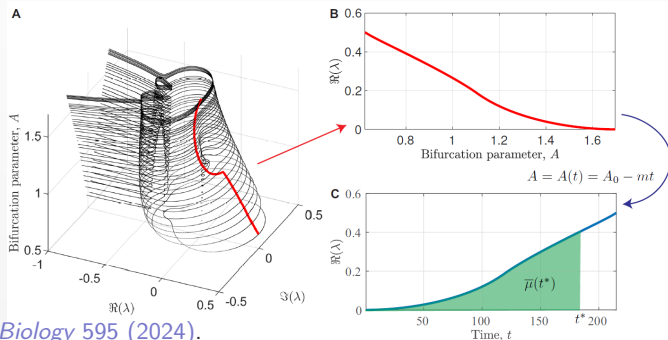 A
Bifurcation parameter, A
1.5
1
0.5
-1
-0.5
0
0.5
ℜ(λ)
-0.5
0
0.5
ℑ(λ)
B
ℜ(λ)
0.6
0.4
0.2
0
0.8
1
1.2
1.4
1.6
Bifurcation parameter, A
A = A(t) = A₀ − mt
C
ℜ(λ)
0.6
0.4
0.2
0
μ̅(t*)
50
100
150
t*
200
Time, t
Biology 595 (2024).